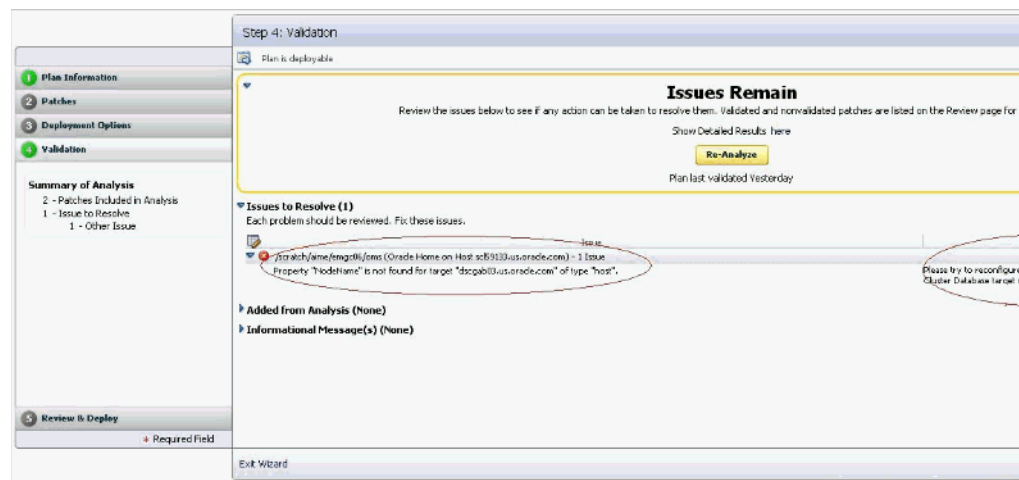 Step 4: Validation
Plan is deployable
1 Plan Information
2 Patches
3 Deployment Options
4 Validation
Summary of Analysis
2 - Patches Included in Analysis
1 - Issue to Resolve
1 - Other Issue
5 Review & Deploy
* Required Field
Issues Remain
Review the issues below to see if any action can be taken to resolve them. Validated and nonvalidated patches are listed on the Review page for
Show Detailed Results here
Re-Analyze
Plan last validated Yesterday
Issues to Resolve (1)
Each problem should be reviewed. Fix these issues.
Issue
/scratch/aime/emgc06/oms (Oracle Home on Host scl59133.us.oracle.com) - 1 Issue
Property "NodeName" is not found for target "dscgab03.us.oracle.com" of type "host".
Please try to reconfigure
Cluster Database target
Added from Analysis (None)
Informational Message(s) (None)
Exit Wizard